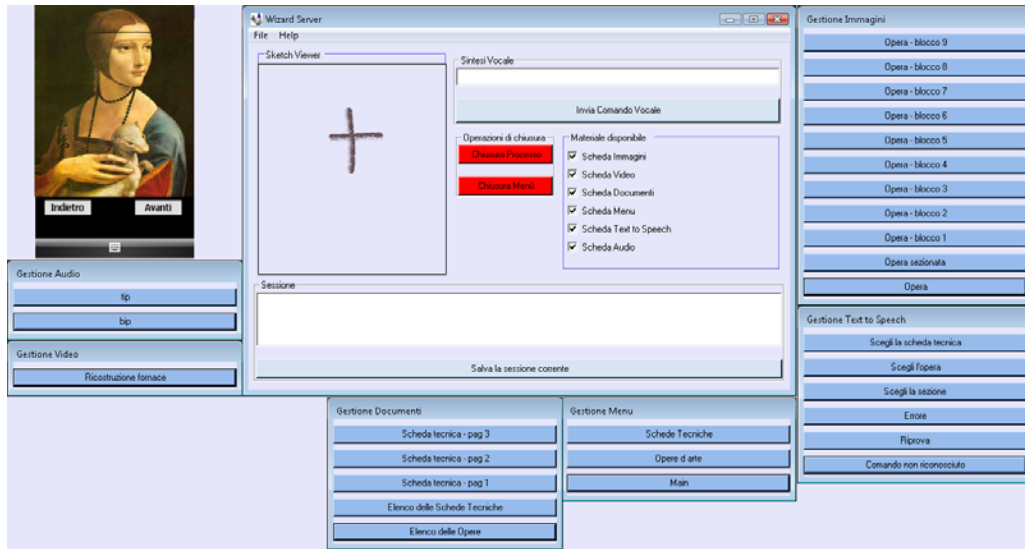 Indietro
Avanti
Gestione Audio
tip
bip
Gestione Video
Ricostruzione fornace
Wizard Server
File Help
Sketch Viewer
Sintesi Vocale
Invia Comando Vocale
Operazioni di chiusura
Chiusura Processo
Chiusura Menù
Materiale disponibile
Scheda Immagini
Scheda Video
Scheda Documenti
Scheda Menu
Scheda Text to Speech
Scheda Audio
Sessione
Salva la sessione corrente
Gestione Documenti
Scheda tecnica - pag 3
Scheda tecnica - pag 2
Scheda tecnica - pag 1
Elenco delle Schede Tecniche
Elenco delle Opere
Gestione Menu
Schede Tecniche
Opere d arte
Main
Gestione Immagini
Opera - blocco 9
Opera - blocco 8
Opera - blocco 7
Opera - blocco 6
Opera - blocco 5
Opera - blocco 4
Opera - blocco 3
Opera - blocco 2
Opera - blocco 1
Opera sezionata
Opera
Gestione Text to Speech
Scegli la scheda tecnica
Scegli l'opera
Scegli la sezione
Errore
Riprova
Comando non riconosciuto